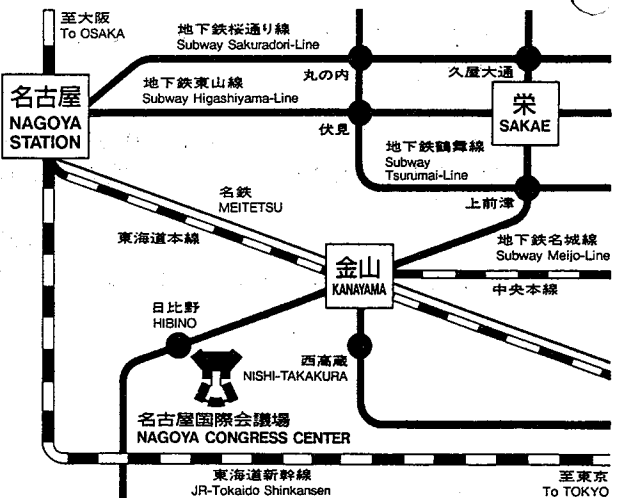 至大阪
To OSAKA
地下鉄桜通り線
Subway Sakuradori-Line
丸の内
久屋大通
名古屋
NAGOYA
STATION
地下鉄東山線
Subway Higashiyama-Line
伏見
栄
SAKAE
地下鉄鶴舞線
Subway
Tsurumai-Line
上前津
名鉄
MEITETSU
東海道本線
地下鉄名城線
Subway Meijo-Line
金山
KANAYAMA
中央本線
日比野
HIBINO
西高蔵
NISHI-TAKAKURA
名古屋国際会議場
NAGOYA CONGRESS CENTER
東海道新幹線
JR-Tokaido Shinkansen
至東京
To TOKYO